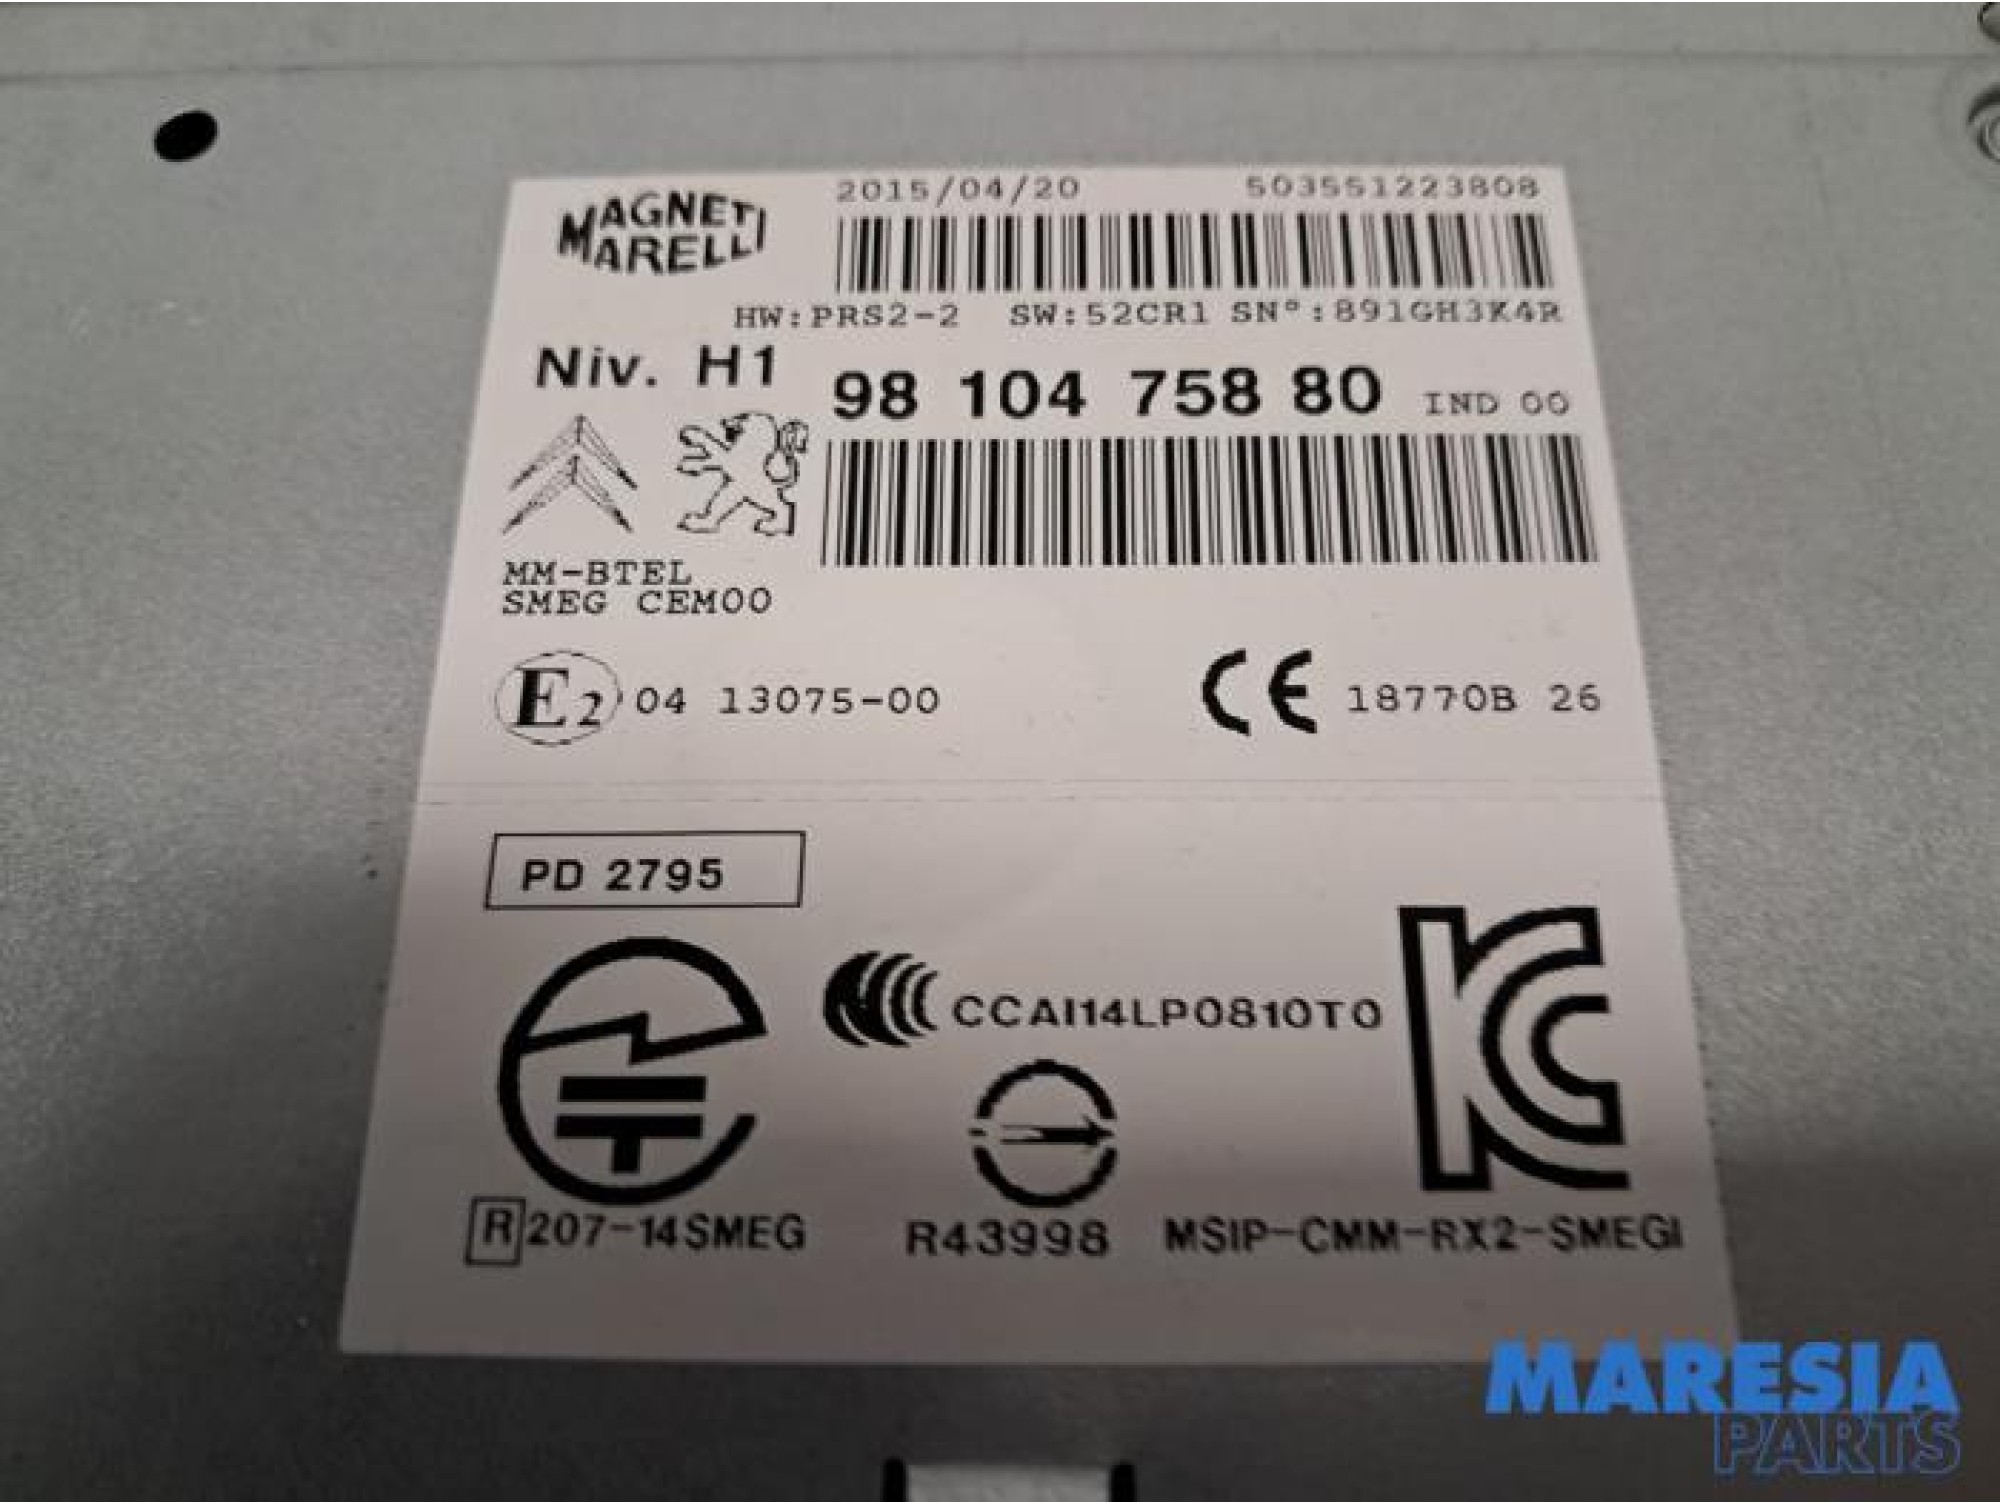 MAGNETI
MARELLI
2015/04/20 503551223808
HW:PRS2-2 SW:52CR1 SN°:891GH3K4R
Niv. H1
98 104 758 80 IND 00
MM-BTEL
SMEG CEM00
E2 04 13075-00
CE 18770B 26
PD 2795
CCAI14LP0810T0
R 207-14SMEG
R43998
MSIP-CMM-RX2-SMEGI
MARESIA
PARTS